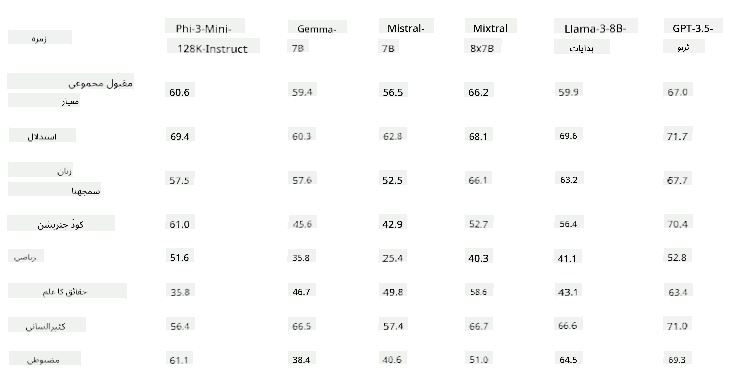 زمرہ Phi-3-Mini- Gemma- Mistral- Mixtral Llama-3-8B- GPT-3.5-
128K-Instruct 7B 7B 8x7B ہدایات ٹربو
مقبول مجموعی
معیار 60.6 59.4 56.5 66.2 59.9 67.0
استدلال 69.4 60.3 62.8 68.1 69.6 71.7
زبان
سمجھنا 57.5 57.6 52.5 66.1 63.2 67.7
کوڈ جنریشن 61.0 45.6 42.9 52.7 56.4 70.4
ریاضی 51.6 35.8 25.4 40.3 41.1 52.8
حقائق کا علم 35.8 46.7 49.8 58.6 43.1 63.4
کثیرالسانی 56.4 66.5 57.4 66.7 66.6 71.0
مضبوطی 61.1 38.4 40.6 51.0 64.5 69.3